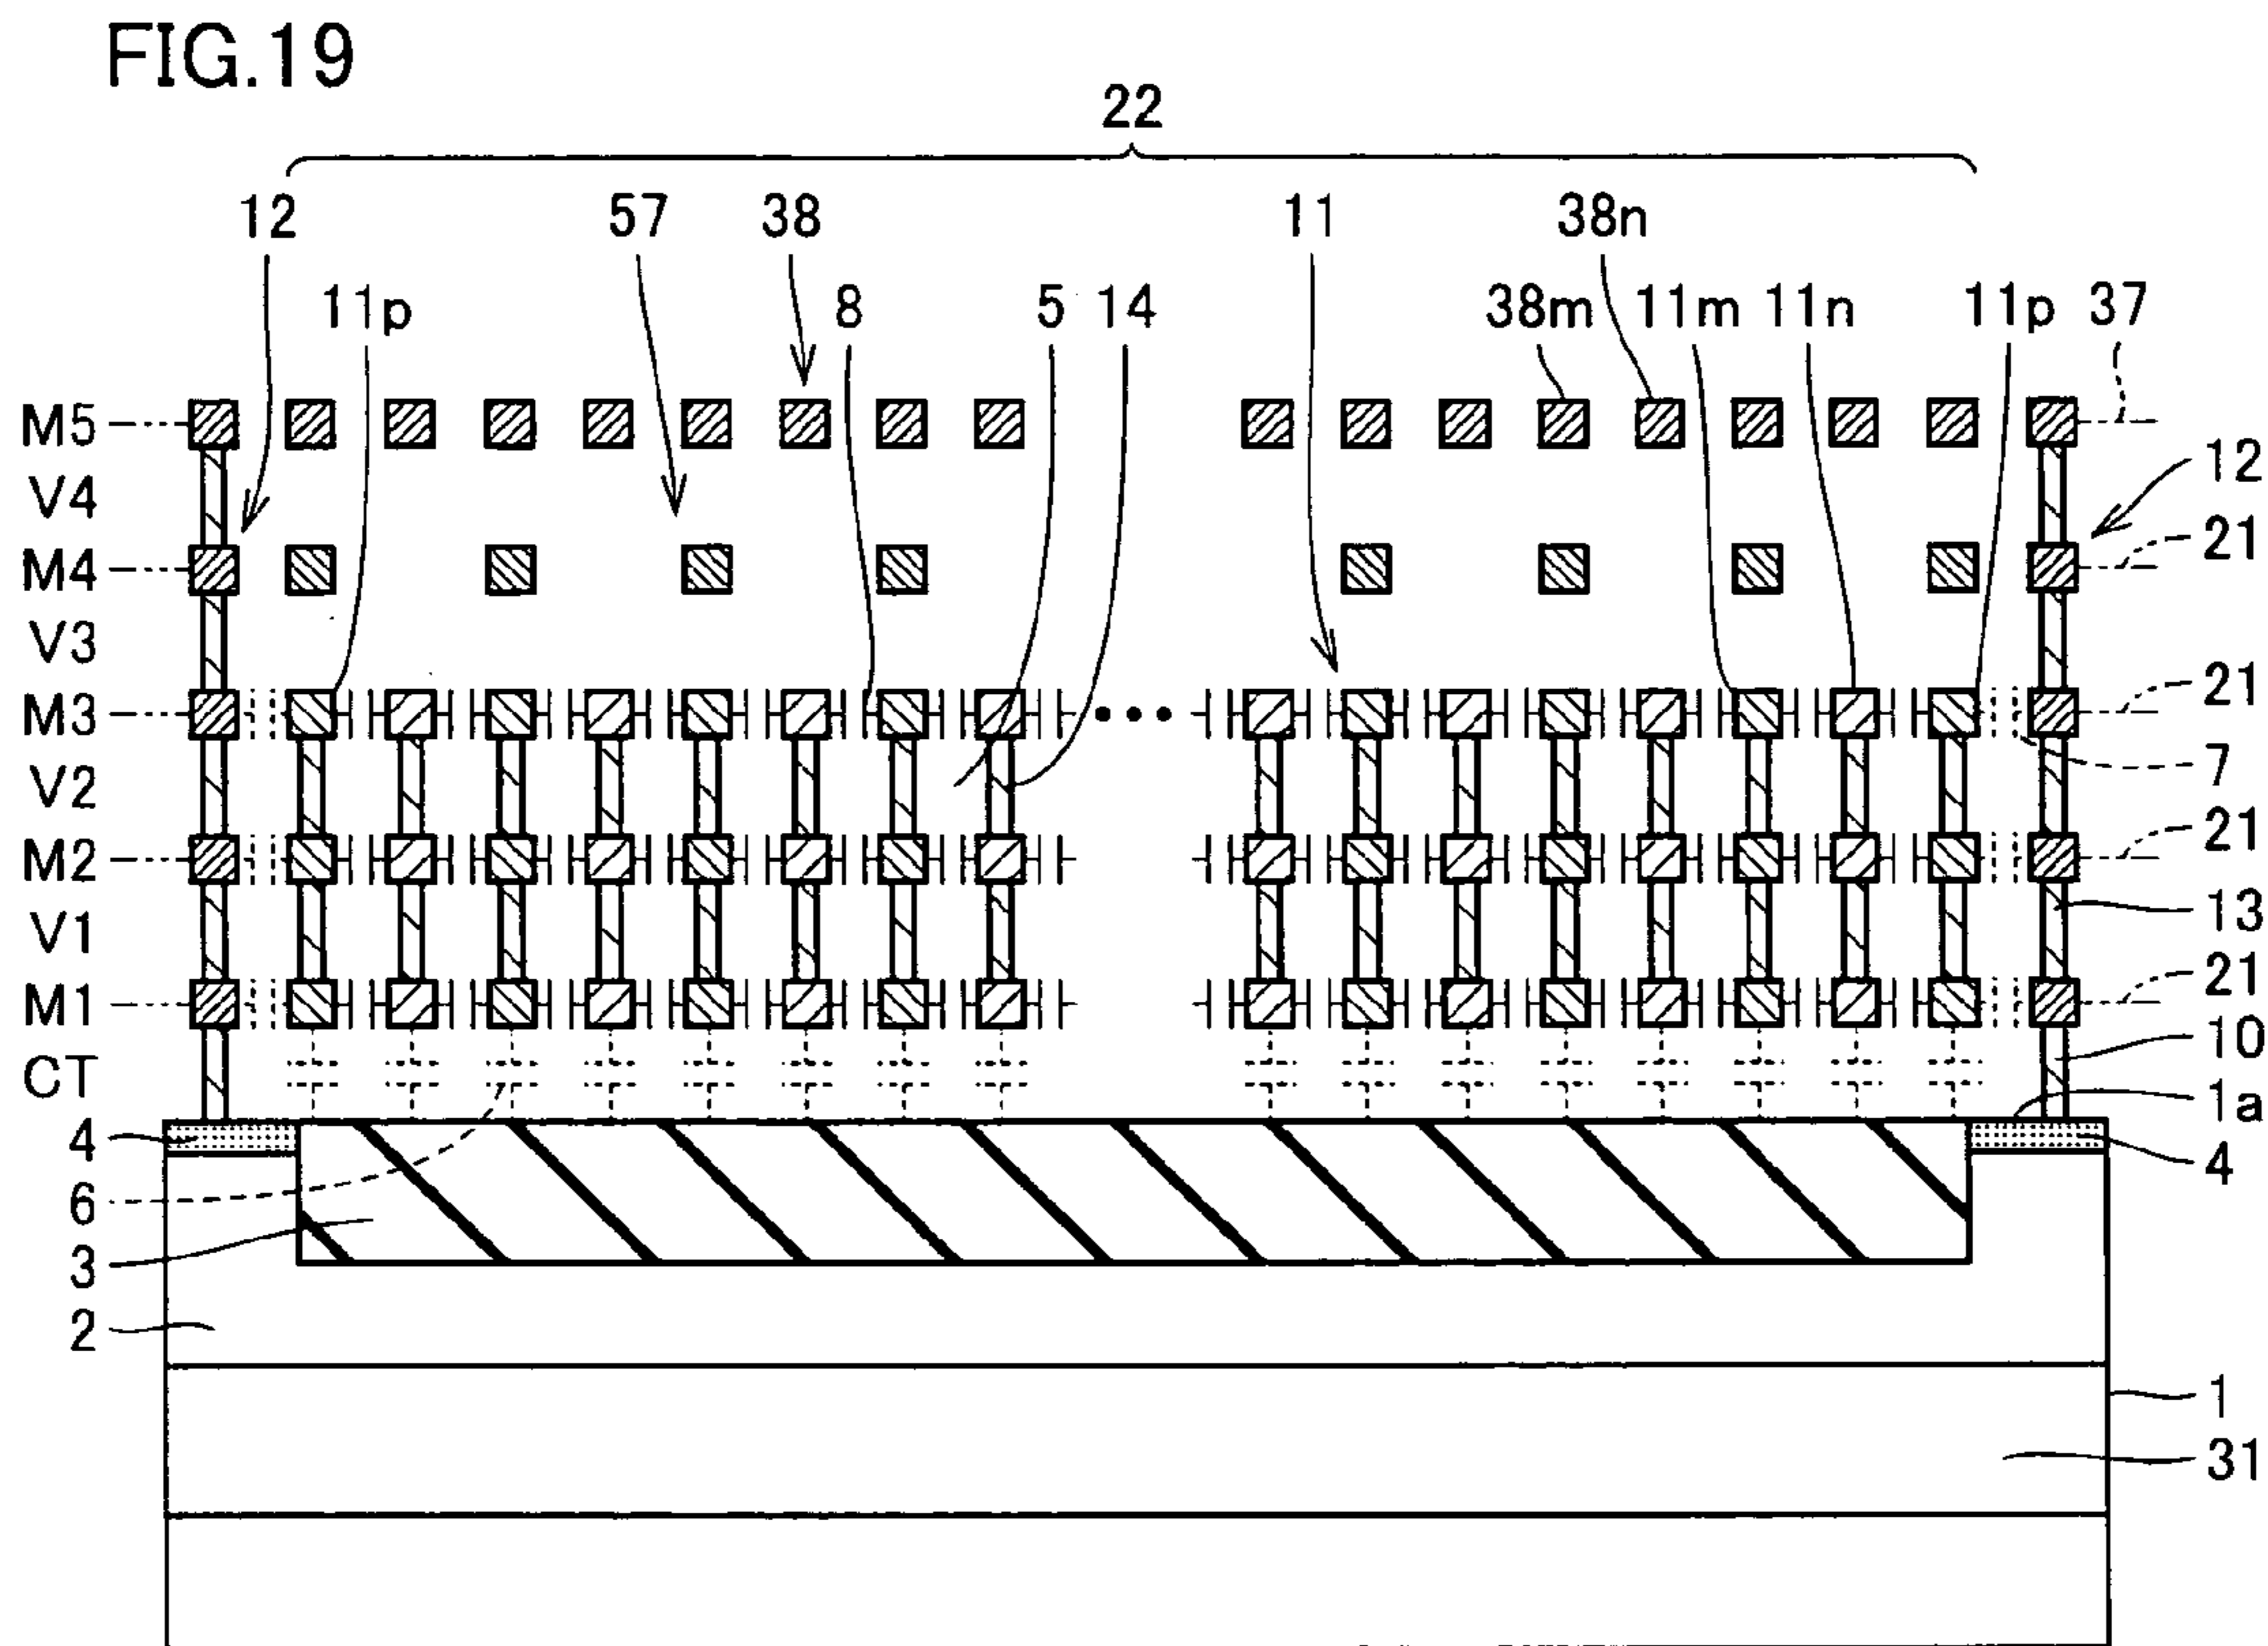 FIG.19
22
12 57 38 11 38n
11p 8 5 14 38m 11m 11n 11p 37
M5
V4 12
M4 21
V3
M3 21
V2 7
M2 21
V1 13
M1 21
CT 10
1a
4 4
6
3
2
1
31